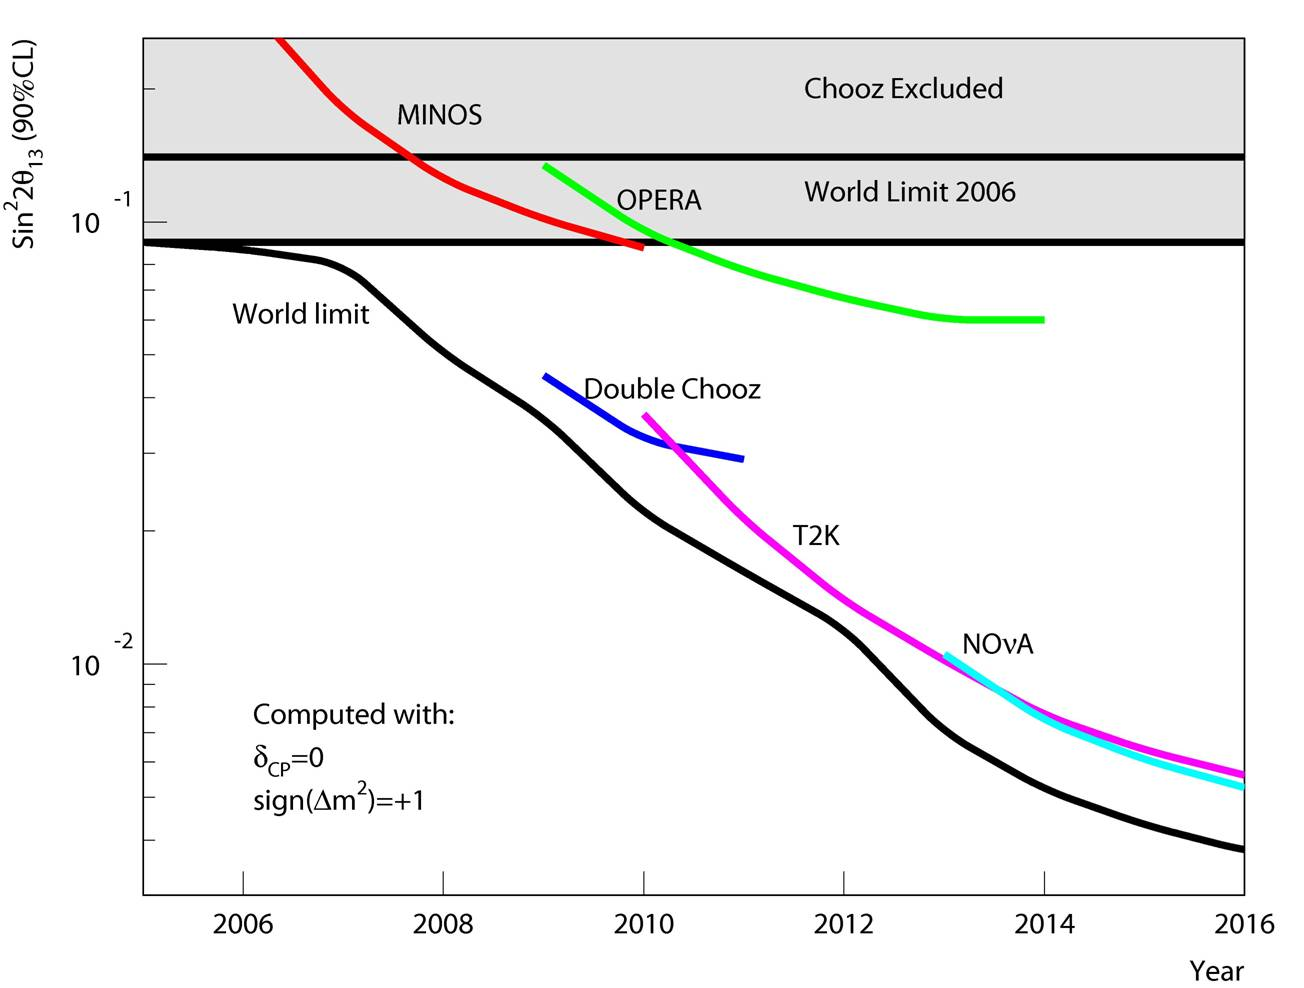 Sin²2θ₁₃ (90%CL)
Chooz Excluded
MINOS
World Limit 2006
OPERA
10⁻¹
World limit
Double Chooz
T2K
NOνA
10⁻²
Computed with:
δCP=0
sign(Δm²)=+1
2006 2008 2010 2012 2014 2016
Year